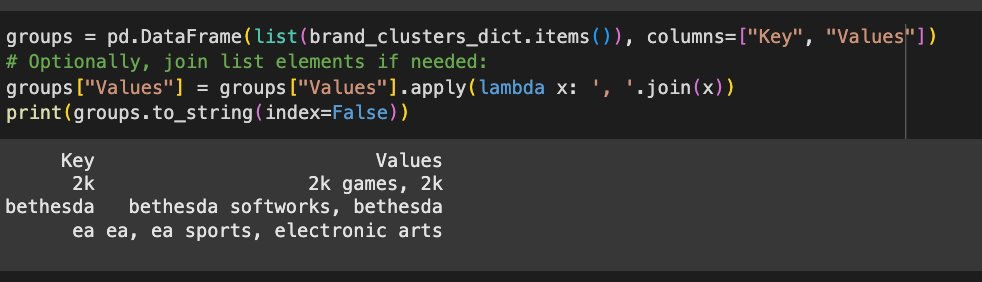 groups = pd.DataFrame(list(brand_clusters_dict.items()), columns=["Key", "Values"])
# Optionally, join list elements if needed:
groups["Values"] = groups["Values"].apply(lambda x: ', '.join(x))
print(groups.to_string(index=False))
Key Values
2k 2k games, 2k
bethesda bethesda softworks, bethesda
ea ea, ea sports, electronic arts